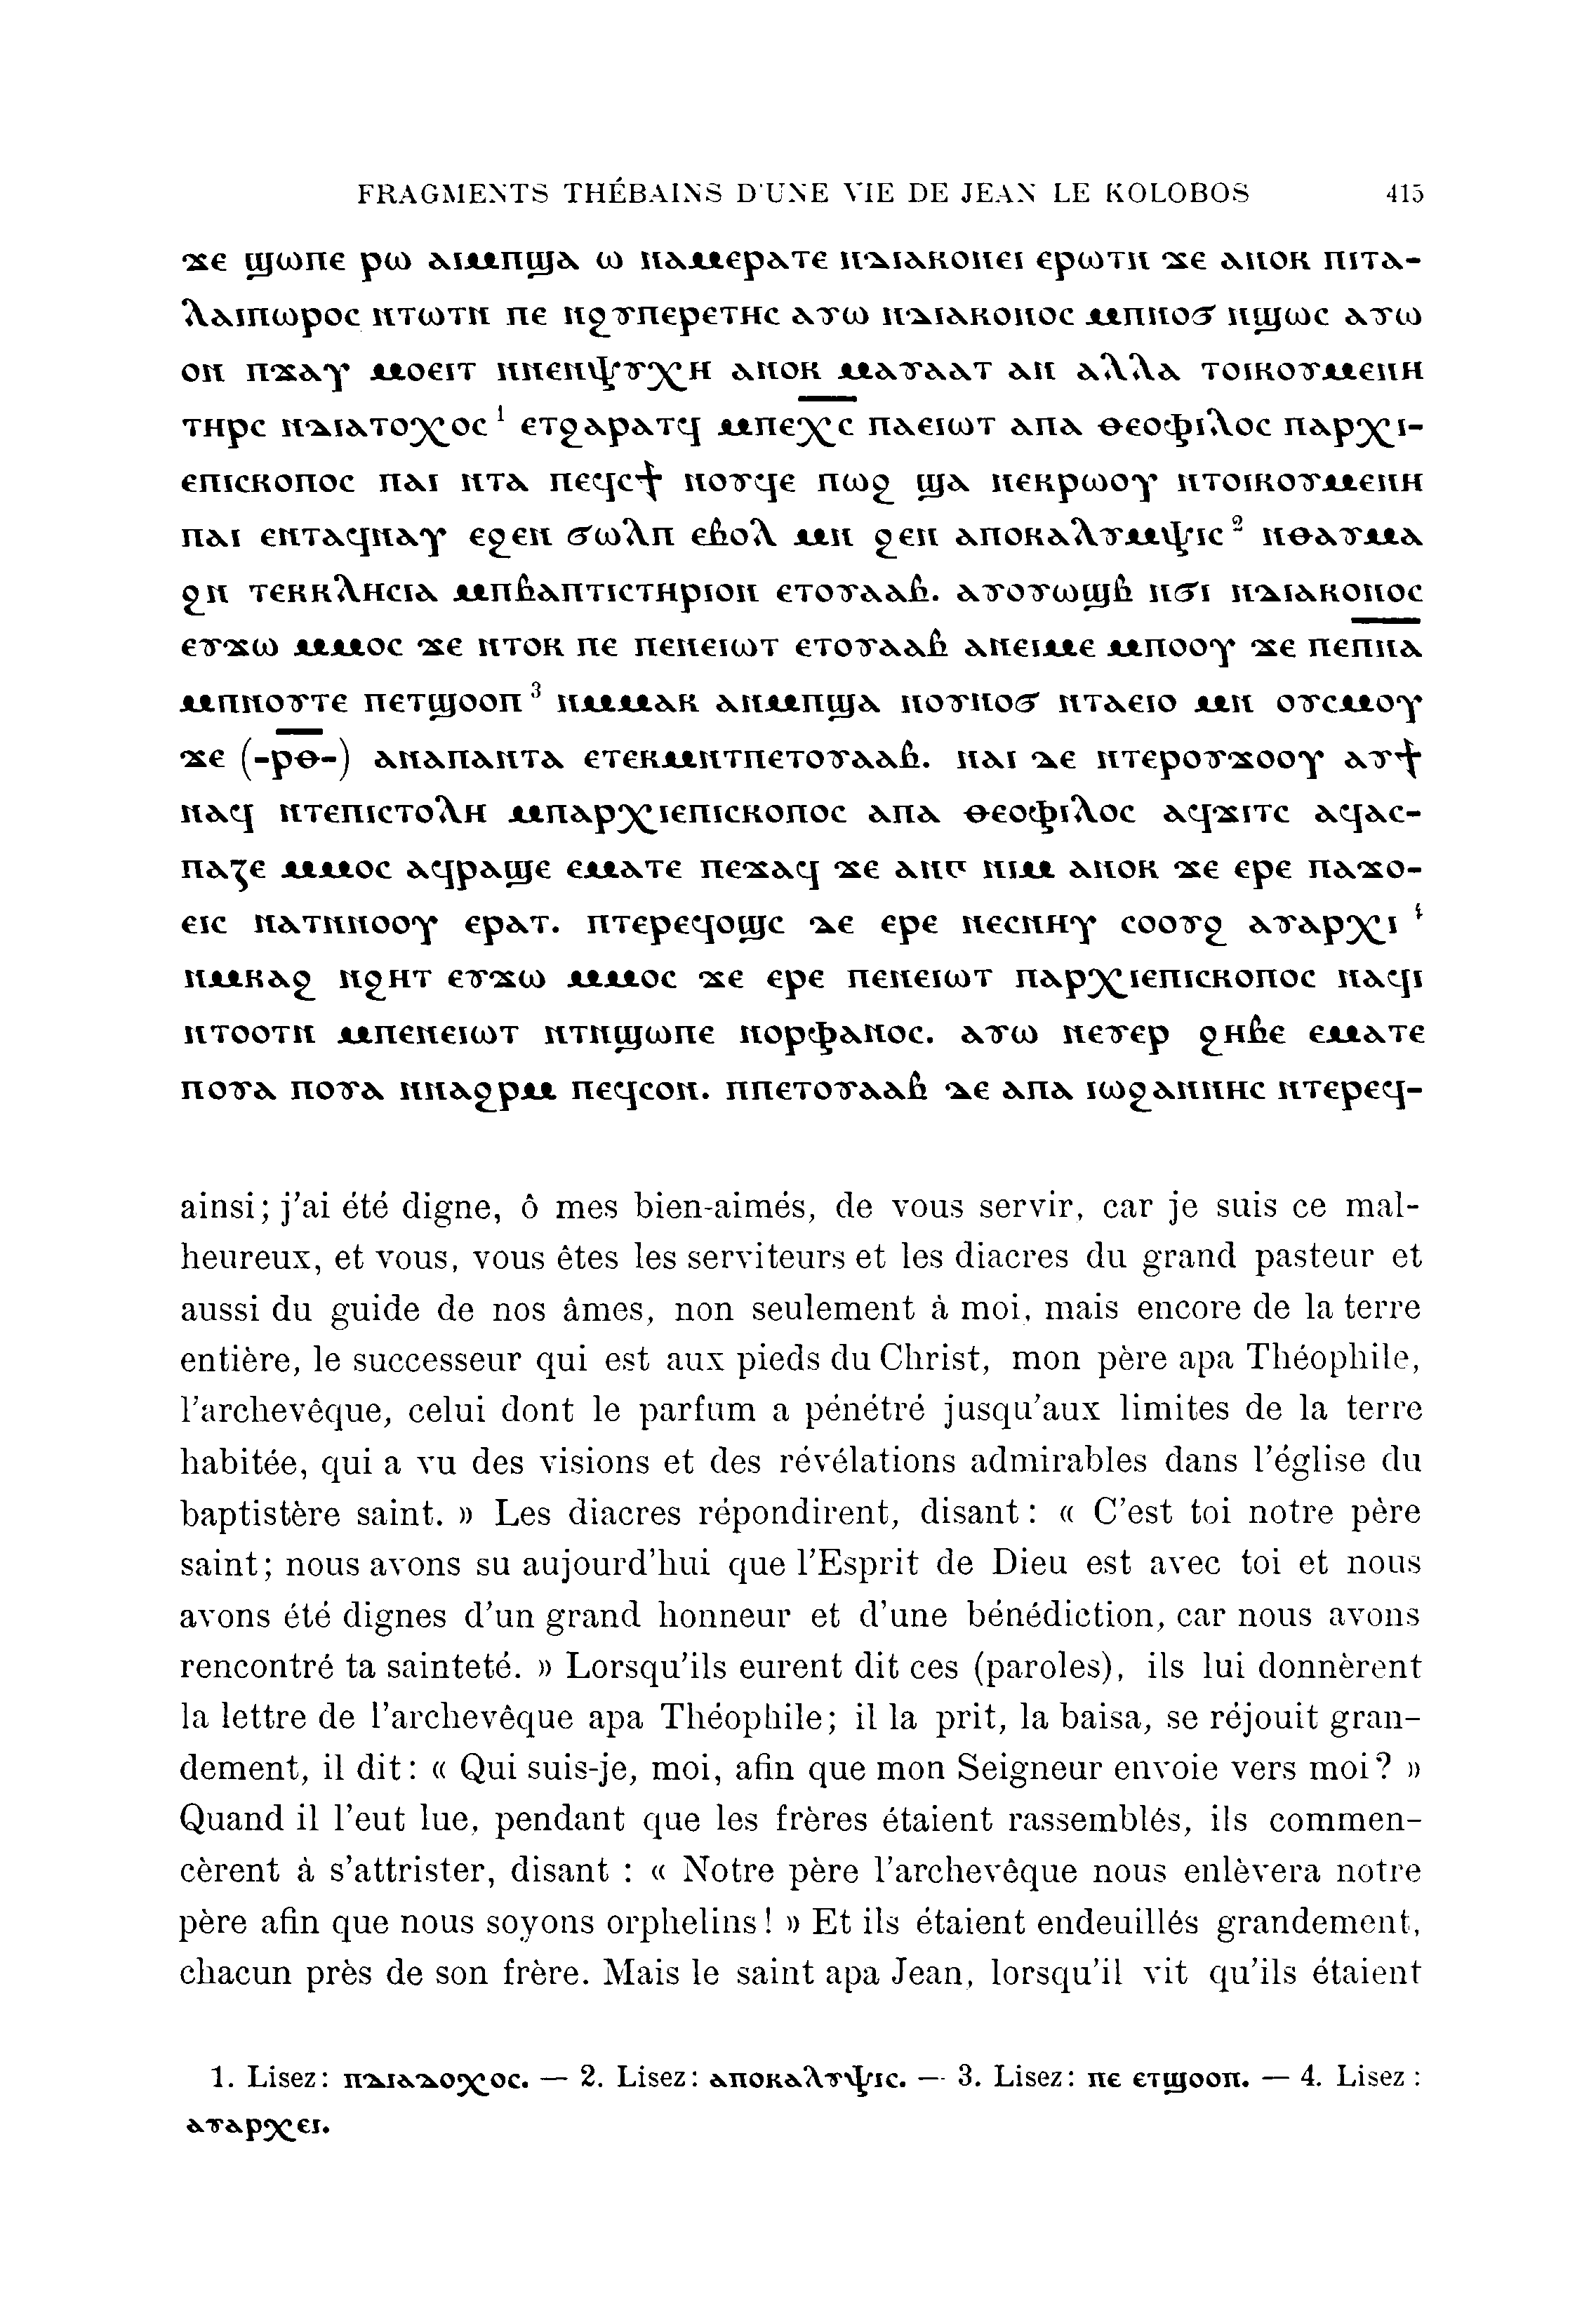 FRAGMENTS THÉBAINS D'UNE VIE DE JEAN LE KOLOBOS 415
ϫⲉ ϣⲱⲡⲉ ⲣⲱ ⲁⲓⲙⲡϣⲁ ⲱ ⲛⲁⲙⲉⲣⲁⲧⲉ ⲛⲇⲓⲁⲕⲟⲛⲉⲓ ⲉⲣⲱⲧⲛ ϫⲉ ⲁⲛⲟⲕ ⲡⲓⲧⲁ-
ⲗⲁⲓⲡⲱⲣⲟⲥ ⲛⲧⲱⲧⲛ ⲡⲉ ⲛϩⲩⲡⲉⲣⲉⲧⲏⲥ ⲁⲩⲱ ⲛⲇⲓⲁⲕⲟⲛⲟⲥ ⲙⲡⲛⲟϭ ⲛϣⲱⲥ ⲁⲩⲱ
ⲟⲛ ⲡϫⲁⲩ ⲙⲟⲉⲓⲧ ⲛⲛⲉⲛⲯⲩⲭⲏ ⲁⲛⲟⲕ ⲙⲁⲩⲁⲁⲧ ⲁⲛ ⲁⲗⲗⲁ ⲧⲟⲓⲕⲟⲩⲙⲉⲛⲏ
ⲧⲏⲣⲥ ⲛⲇⲓⲁⲧⲟⲭⲟⲥ ¹ ⲉⲧϩⲁⲣⲁⲧϥ ⲙⲡⲉⲭ̅ⲥ̅ ⲡⲁⲉⲓⲱⲧ ⲁⲡⲁ ⲑⲉⲟⲫⲓⲗⲟⲥ ⲡⲁⲣⲭⲓ-
ⲉⲡⲓⲥⲕⲟⲡⲟⲥ ⲡⲁⲓ ⲛⲧⲁ ⲡⲉϥⲥϯ ⲛⲟⲩϥⲉ ⲡⲱϩ ϣⲁ ⲛⲉⲕⲣⲱⲟⲩ ⲛⲧⲟⲓⲕⲟⲩⲙⲉⲛⲏ
ⲡⲁⲓ ⲉⲛⲧⲁϥⲛⲁⲩ ⲉϩⲉⲛ ϭⲱⲗⲡ ⲉⲃⲟⲗ ⲙⲛ ϩⲉⲛ ⲁⲡⲟⲕⲁⲗⲩⲙⲯⲓⲥ ² ⲛⲑⲁⲩⲙⲁ
ϩⲛ ⲧⲉⲕⲕⲗⲏⲥⲓⲁ ⲙⲡⲃⲁⲡⲧⲓⲥⲧⲏⲣⲓⲟⲛ ⲉⲧⲟⲩⲁⲁⲃ. ⲁⲩⲟⲩⲱϣⲃ ⲛϭⲓ ⲛⲇⲓⲁⲕⲟⲛⲟⲥ
ⲉⲩϫⲱ ⲙⲙⲟⲥ ϫⲉ ⲛⲧⲟⲕ ⲡⲉ ⲡⲉⲛⲉⲓⲱⲧ ⲉⲧⲟⲩⲁⲁⲃ ⲁⲛⲉⲓⲙⲉ ⲙⲡⲟⲟⲩ ϫⲉ ⲡⲉⲡ̅ⲛ̅ⲁ̅
ⲙⲡⲛⲟⲩⲧⲉ ⲡⲉⲧϣⲟⲟⲡ ³ ⲛⲙⲙⲁⲕ ⲁⲛⲙⲡϣⲁ ⲛⲟⲩⲛⲟϭ ⲛⲧⲁⲉⲓⲟ ⲙⲛ ⲟⲩⲥⲙⲟⲩ
ϫⲉ (-ⲣ̅ⲑ̅-) ⲁⲛⲁⲡⲁⲛⲧⲁ ⲉⲧⲉⲕⲙⲛⲧⲡⲉⲧⲟⲩⲁⲁⲃ. ⲛⲁⲓ ⲇⲉ ⲛⲧⲉⲣⲟⲩϫⲟⲟⲩ ⲁⲩϯ
ⲛⲁϥ ⲛⲧⲉⲡⲓⲥⲧⲟⲗⲏ ⲙⲡⲁⲣⲭⲓⲉⲡⲓⲥⲕⲟⲡⲟⲥ ⲁⲡⲁ ⲑⲉⲟⲫⲓⲗⲟⲥ ⲁϥϫⲓⲧⲥ ⲁϥⲁⲥ-
ⲡⲁⲍⲉ ⲙⲙⲟⲥ ⲁϥⲣⲁϣⲉ ⲉⲙⲁⲧⲉ ⲡⲉϫⲁϥ ϫⲉ ⲁⲛⲅ ⲛⲓⲙ ⲁⲛⲟⲕ ϫⲉ ⲉⲣⲉ ⲡⲁϫⲟ-
ⲉⲓⲥ ⲛⲁⲧⲛⲛⲟⲟⲩ ⲉⲣⲁⲧ. ⲛⲧⲉⲣⲉϥⲟϣⲥ ⲇⲉ ⲉⲣⲉ ⲛⲉⲥⲛⲏⲩ ⲥⲟⲟⲩϩ ⲁⲩⲁⲣⲭⲓ ⁴
ⲛⲙⲕⲁϩ ⲛϩⲏⲧ ⲉⲩϫⲱ ⲙⲙⲟⲥ ϫⲉ ⲉⲣⲉ ⲡⲉⲛⲉⲓⲱⲧ ⲡⲁⲣⲭⲓⲉⲡⲓⲥⲕⲟⲡⲟⲥ ⲛⲁϥⲓ
ⲛⲧⲟⲟⲧⲛ ⲙⲡⲉⲛⲉⲓⲱⲧ ⲛⲧⲛϣⲱⲡⲉ ⲛⲟⲣⲫⲁⲛⲟⲥ. ⲁⲩⲱ ⲛⲉⲩⲉⲣ ϩⲏⲃⲉ ⲉⲙⲁⲧⲉ
ⲡⲟⲩⲁ ⲡⲟⲩⲁ ⲛⲛⲁϩⲣⲙ ⲡⲉϥⲥⲟⲛ. ⲡⲡⲉⲧⲟⲩⲁⲁⲃ ⲇⲉ ⲁⲡⲁ ⲓⲱϩⲁⲛⲛⲏⲥ ⲛⲧⲉⲣⲉϥ-
ainsi; j'ai été digne, ô mes bien-aimés, de vous servir, car je suis ce mal-
heureux, et vous, vous êtes les serviteurs et les diacres du grand pasteur et
aussi du guide de nos âmes, non seulement à moi, mais encore de la terre
entière, le successeur qui est aux pieds du Christ, mon père apa Théophile,
l'archevêque, celui dont le parfum a pénétré jusqu'aux limites de la terre
habitée, qui a vu des visions et des révélations admirables dans l'église du
baptistère saint. » Les diacres répondirent, disant : « C'est toi notre père
saint; nous avons su aujourd'hui que l'Esprit de Dieu est avec toi et nous
avons été dignes d'un grand honneur et d'une bénédiction, car nous avons
rencontré ta sainteté. » Lorsqu'ils eurent dit ces (paroles), ils lui donnèrent
la lettre de l'archevêque apa Théophile; il la prit, la baisa, se réjouit gran-
dement, il dit : « Qui suis-je, moi, afin que mon Seigneur envoie vers moi? »
Quand il l'eut lue, pendant que les frères étaient rassemblés, ils commen-
cèrent à s'attrister, disant : « Notre père l'archevêque nous enlèvera notre
père afin que nous soyons orphelins! » Et ils étaient endeuillés grandement,
chacun près de son frère. Mais le saint apa Jean, lorsqu'il vit qu'ils étaient
1. Lisez : ⲡⲇⲓⲁⲇⲟⲭⲟⲥ. — 2. Lisez : ⲁⲡⲟⲕⲁⲗⲩⲯⲓⲥ. — 3. Lisez : ⲡⲉ ⲉⲧϣⲟⲟⲡ. — 4. Lisez :
ⲁⲩⲁⲣⲭⲉⲓ.